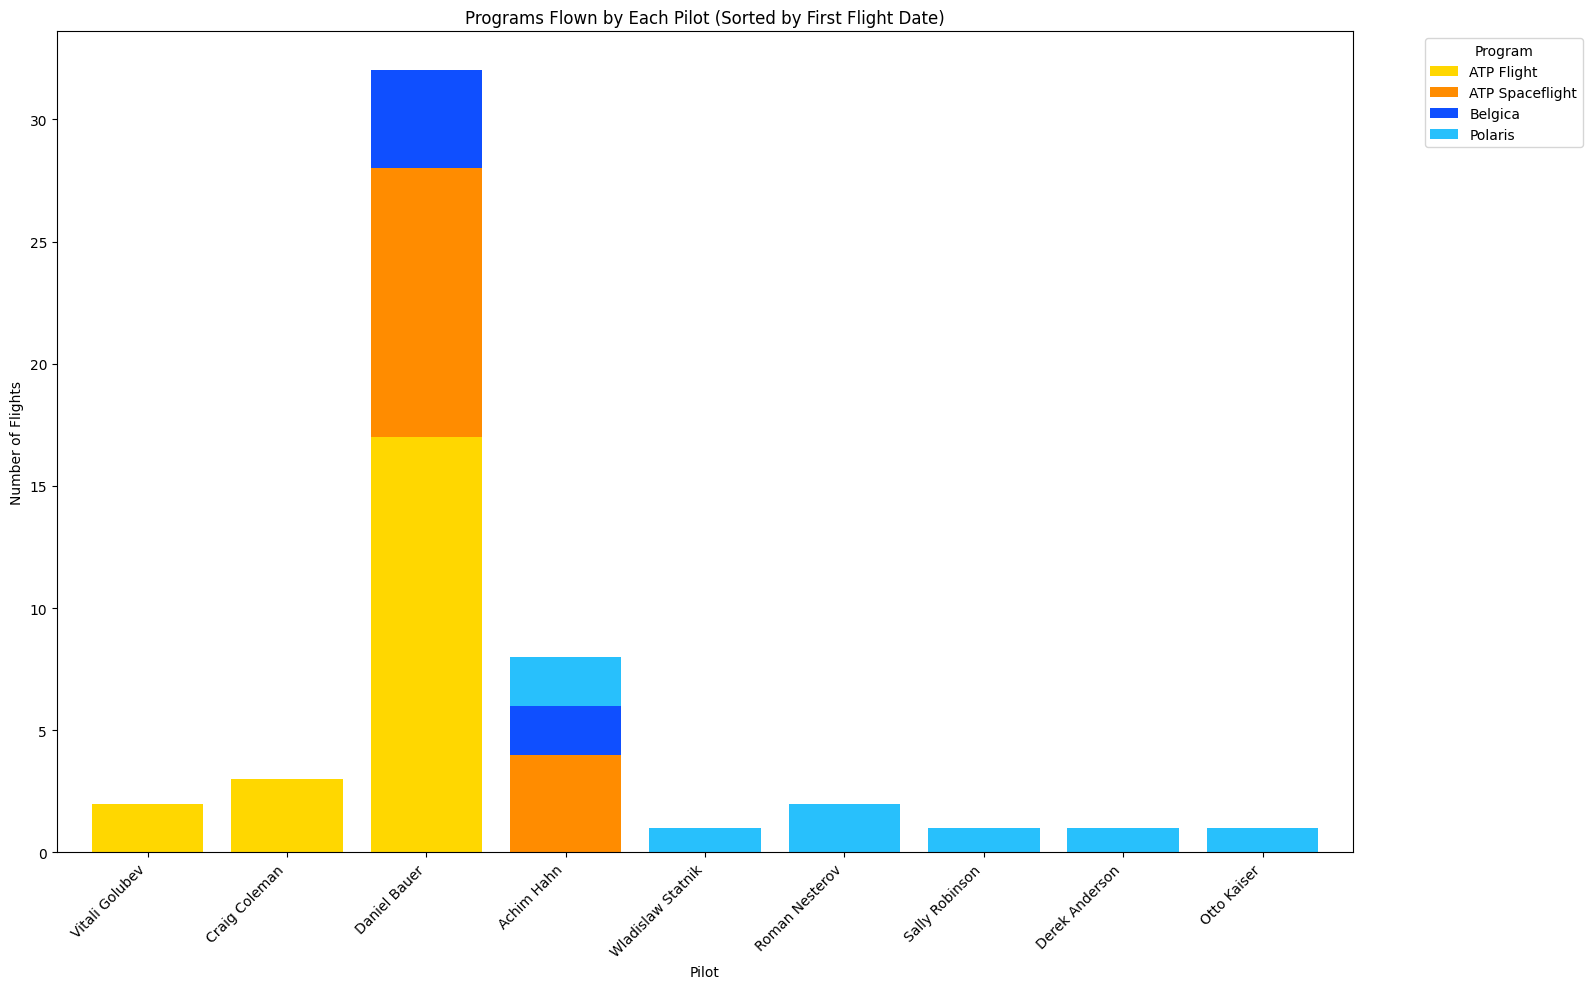 Programs Flown by Each Pilot (Sorted by First Flight Date)
Program
ATP Flight
ATP Spaceflight
Belgica
Polaris
Number of Flights
30
25
20
15
10
5
0
Vitali Golubev
Craig Coleman
Daniel Bauer
Achim Hahn
Wladislaw Statnik
Roman Nesterov
Sally Robinson
Derek Anderson
Otto Kaiser
Pilot